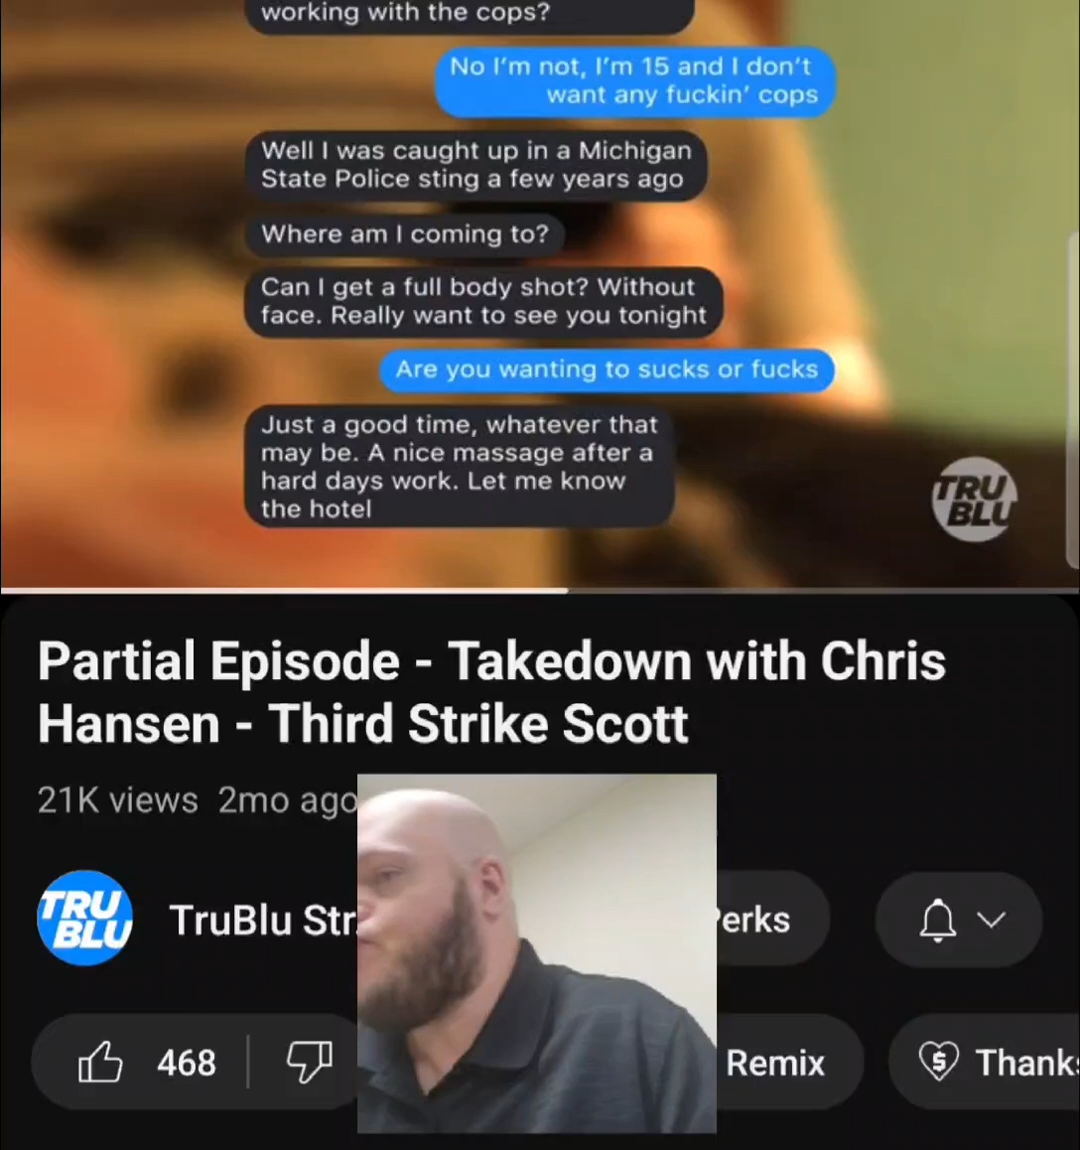 working with the cops?
No I'm not, I'm 15 and I don't
want any fuckin' cops
Well I was caught up in a Michigan
State Police sting a few years ago
Where am I coming to?
Can I get a full body shot? Without
face. Really want to see you tonight
Are you wanting to sucks or fucks
Just a good time, whatever that
may be. A nice massage after a
hard days work. Let me know
the hotel
TRU
BLU
Partial Episode - Takedown with Chris
Hansen - Third Strike Scott
21K views 2mo ago
TRU
BLU
TruBlu Str
erks
468
Remix
Thank